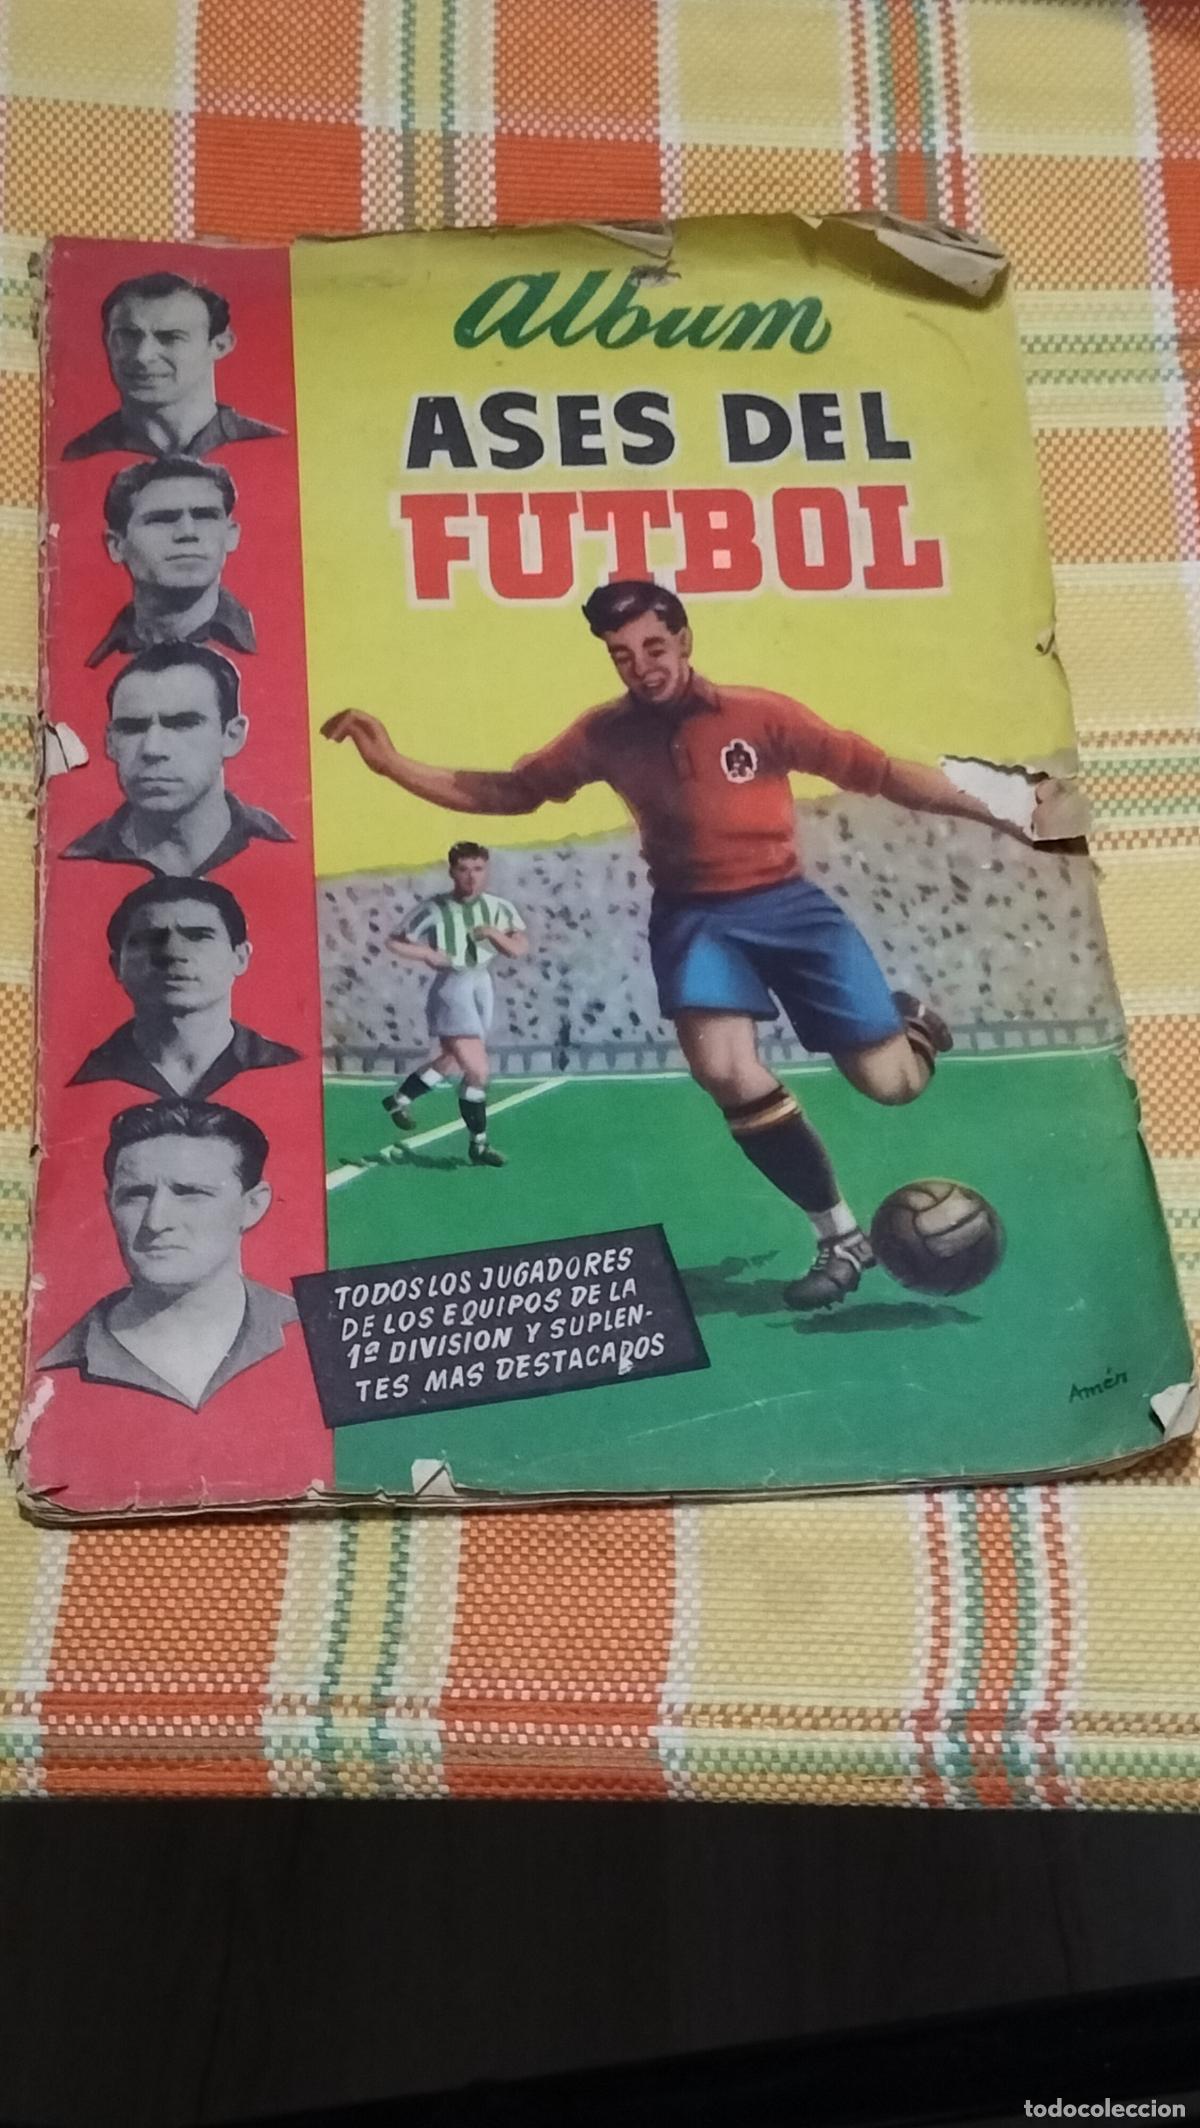 Album
ASES DEL
FUTBOL
TODOS LOS JUGADORES
DE LOS EQUIPOS DE LA
1ª DIVISION Y SUPLEN-
TES MAS DESTACADOS
Amén
todocoleccion